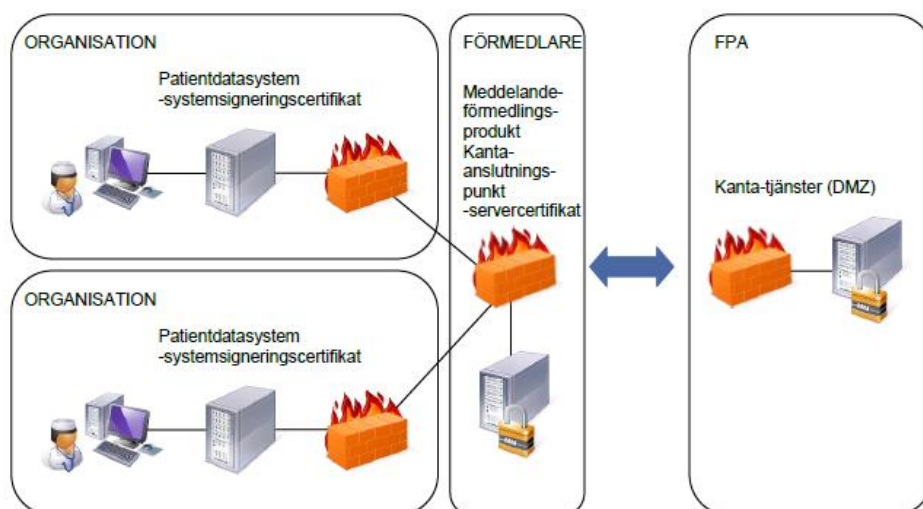 ORGANISATION
Patientdatasystem
-systemsigneringscertifikat
FÖRMEDLARE
Meddelande-
förmedlings-
produkt
Kanta-
anslutnings-
punkt
-servercertifikat
FPA
Kanta-tjänster (DMZ)
ORGANISATION
Patientdatasystem
-systemsigneringscertifikat